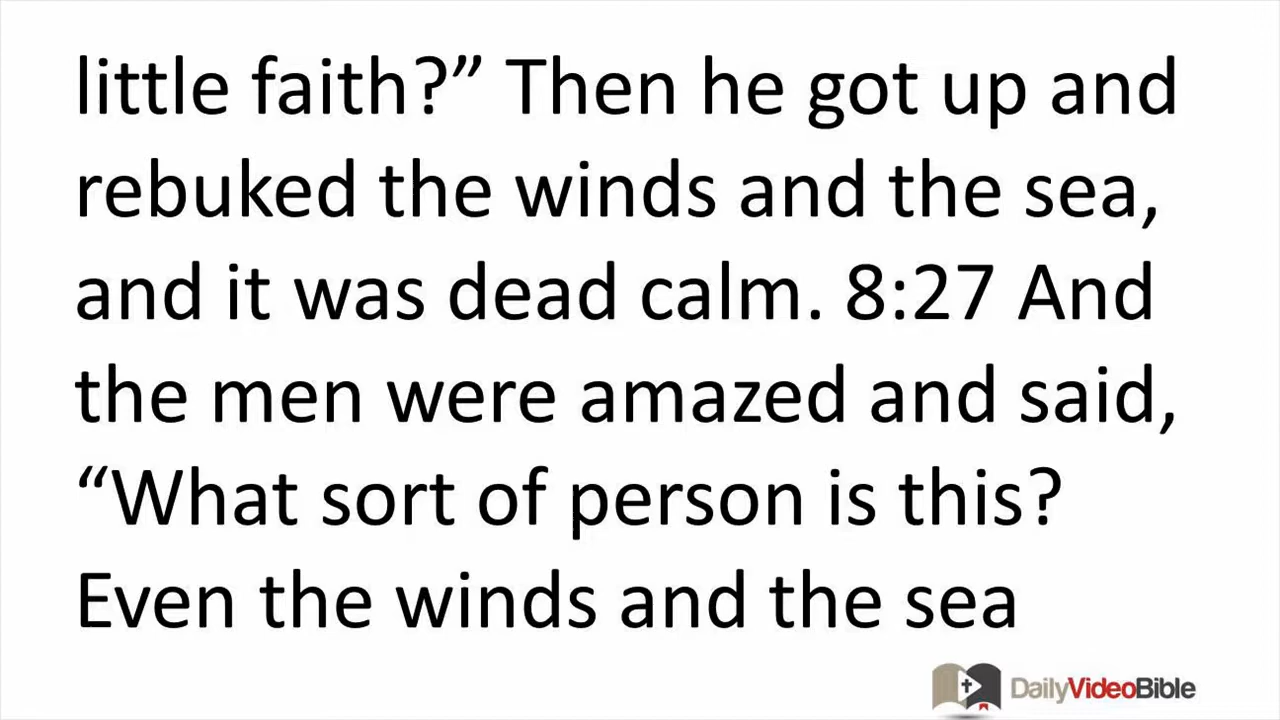 little faith?” Then he got up and
rebuked the winds and the sea,
and it was dead calm. 8:27 And
the men were amazed and said,
“What sort of person is this?
Even the winds and the sea
DailyVideoBible